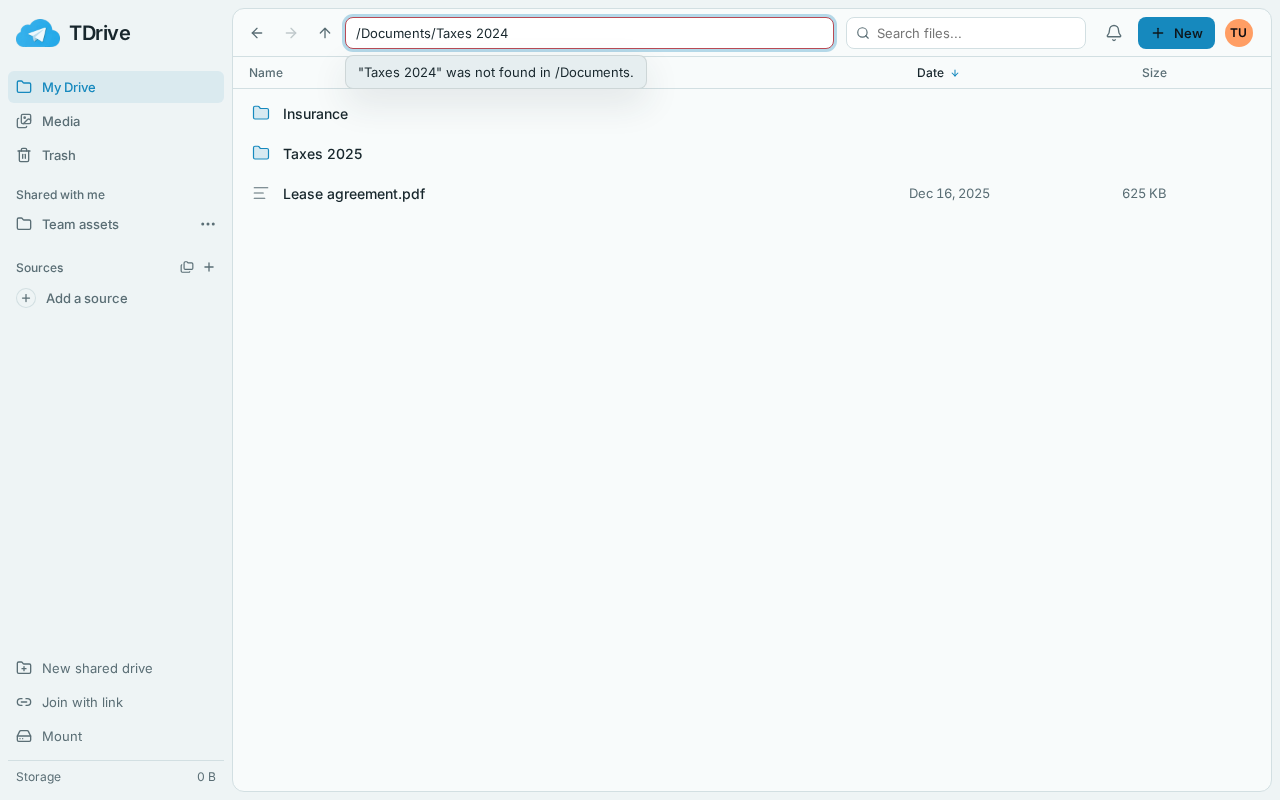 TDrive
/Documents/Taxes 2024
Search files...
New
TU
"Taxes 2024" was not found in /Documents.
My Drive
Media
Trash
Shared with me
Team assets
Sources
Add a source
New shared drive
Join with link
Mount
Storage 0 B
Name Date Size
Insurance
Taxes 2025
Lease agreement.pdf Dec 16, 2025 625 KB